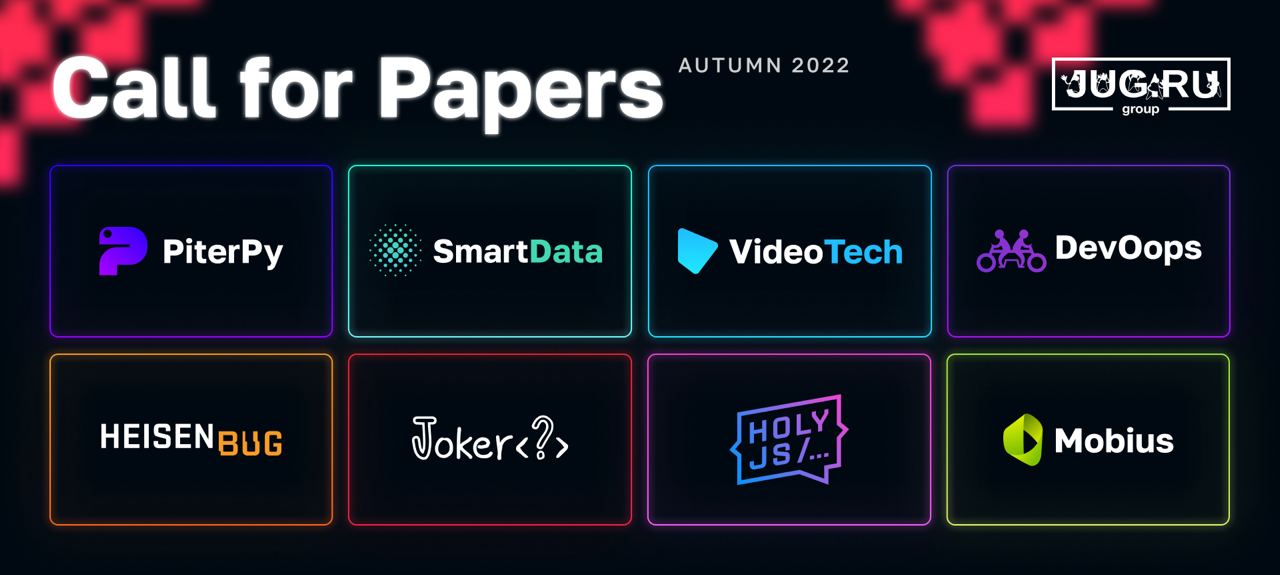 Call for Papers
AUTUMN 2022
JUG.RU
group
PiterPy
SmartData
VideoTech
DevOops
HEISENBUG
Joker<?>
HOLY
JS/...
Mobius